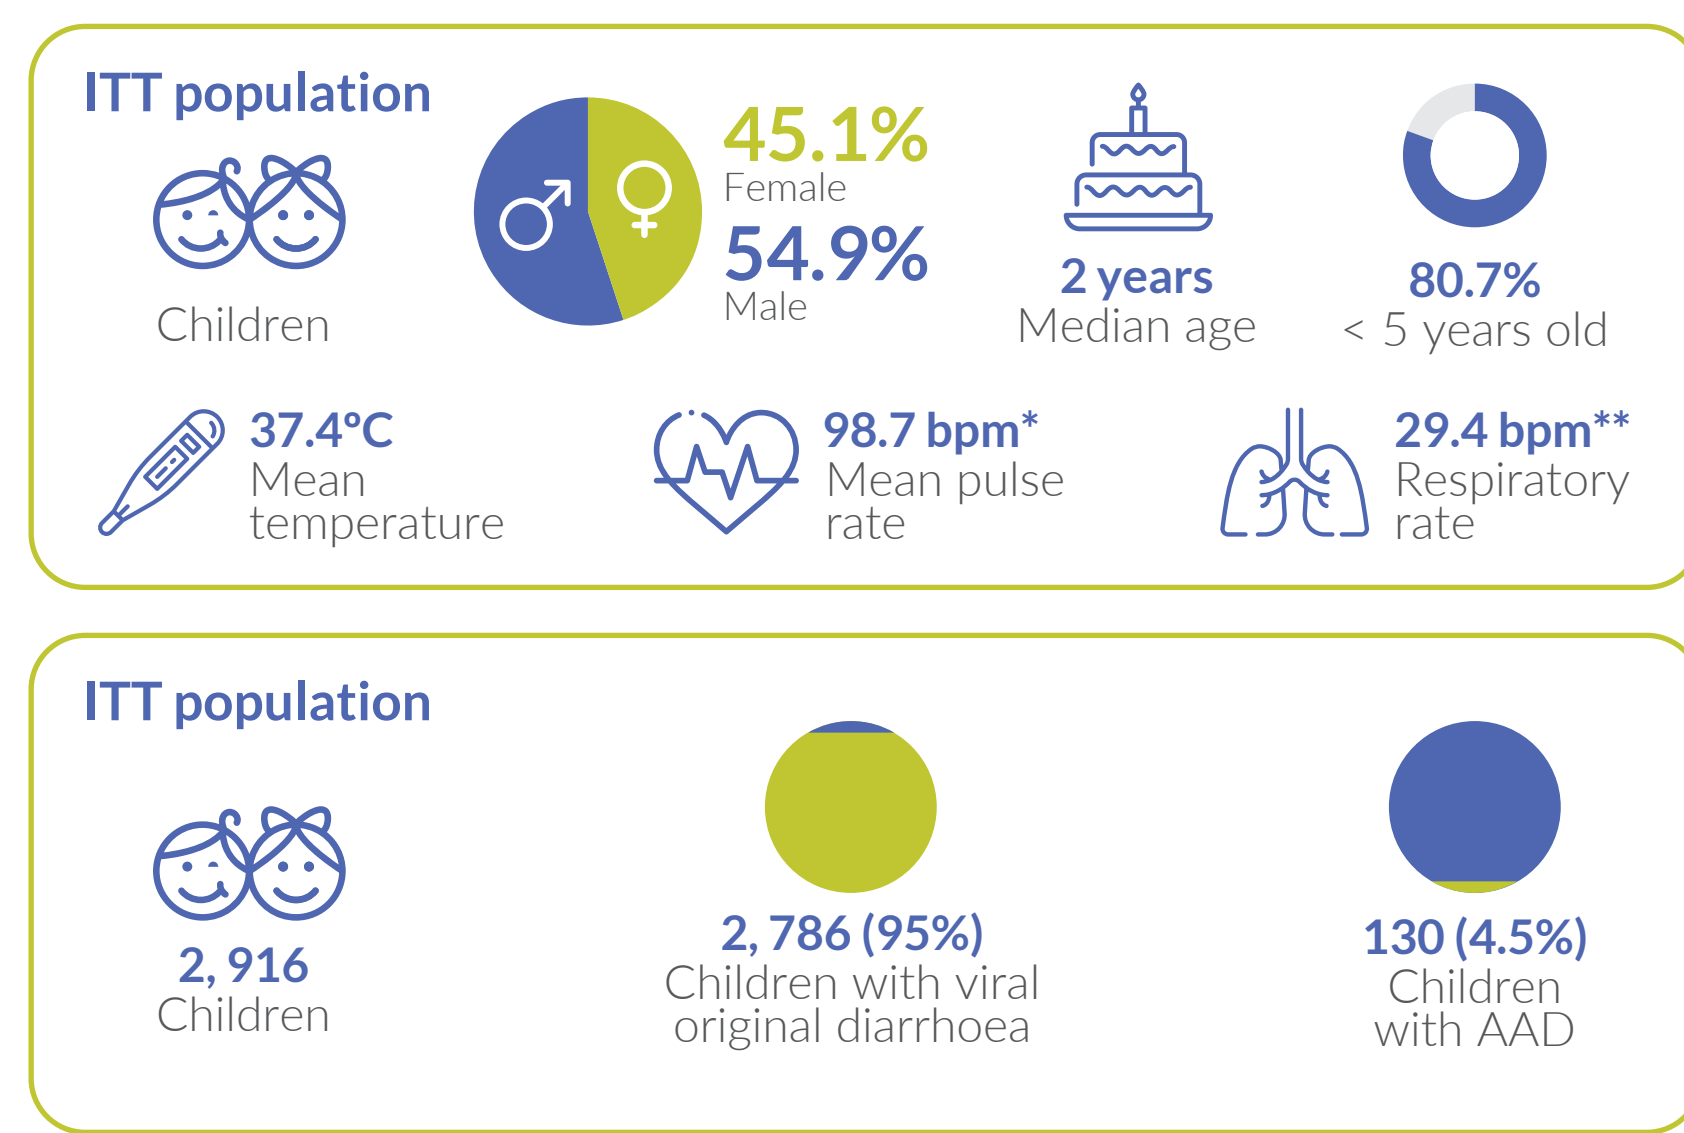 ITT population
Children
45.1%
Female
54.9%
Male
2 years
Median age
80.7%
< 5 years old
37.4ºC
Mean
temperature
98.7 bpm*
Mean pulse
rate
29.4 bpm**
Respiratory
rate
ITT population
2, 916
Children
2, 786 (95%)
Children with viral
original diarrhoea
130 (4.5%)
Children
with AAD